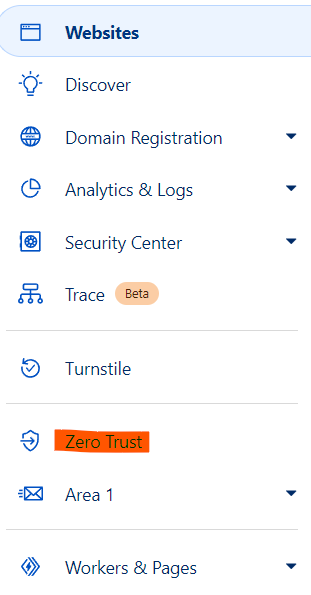 Websites
Discover
Domain Registration
Analytics & Logs
Security Center
Trace Beta
Turnstile
Zero Trust
Area 1
Workers & Pages